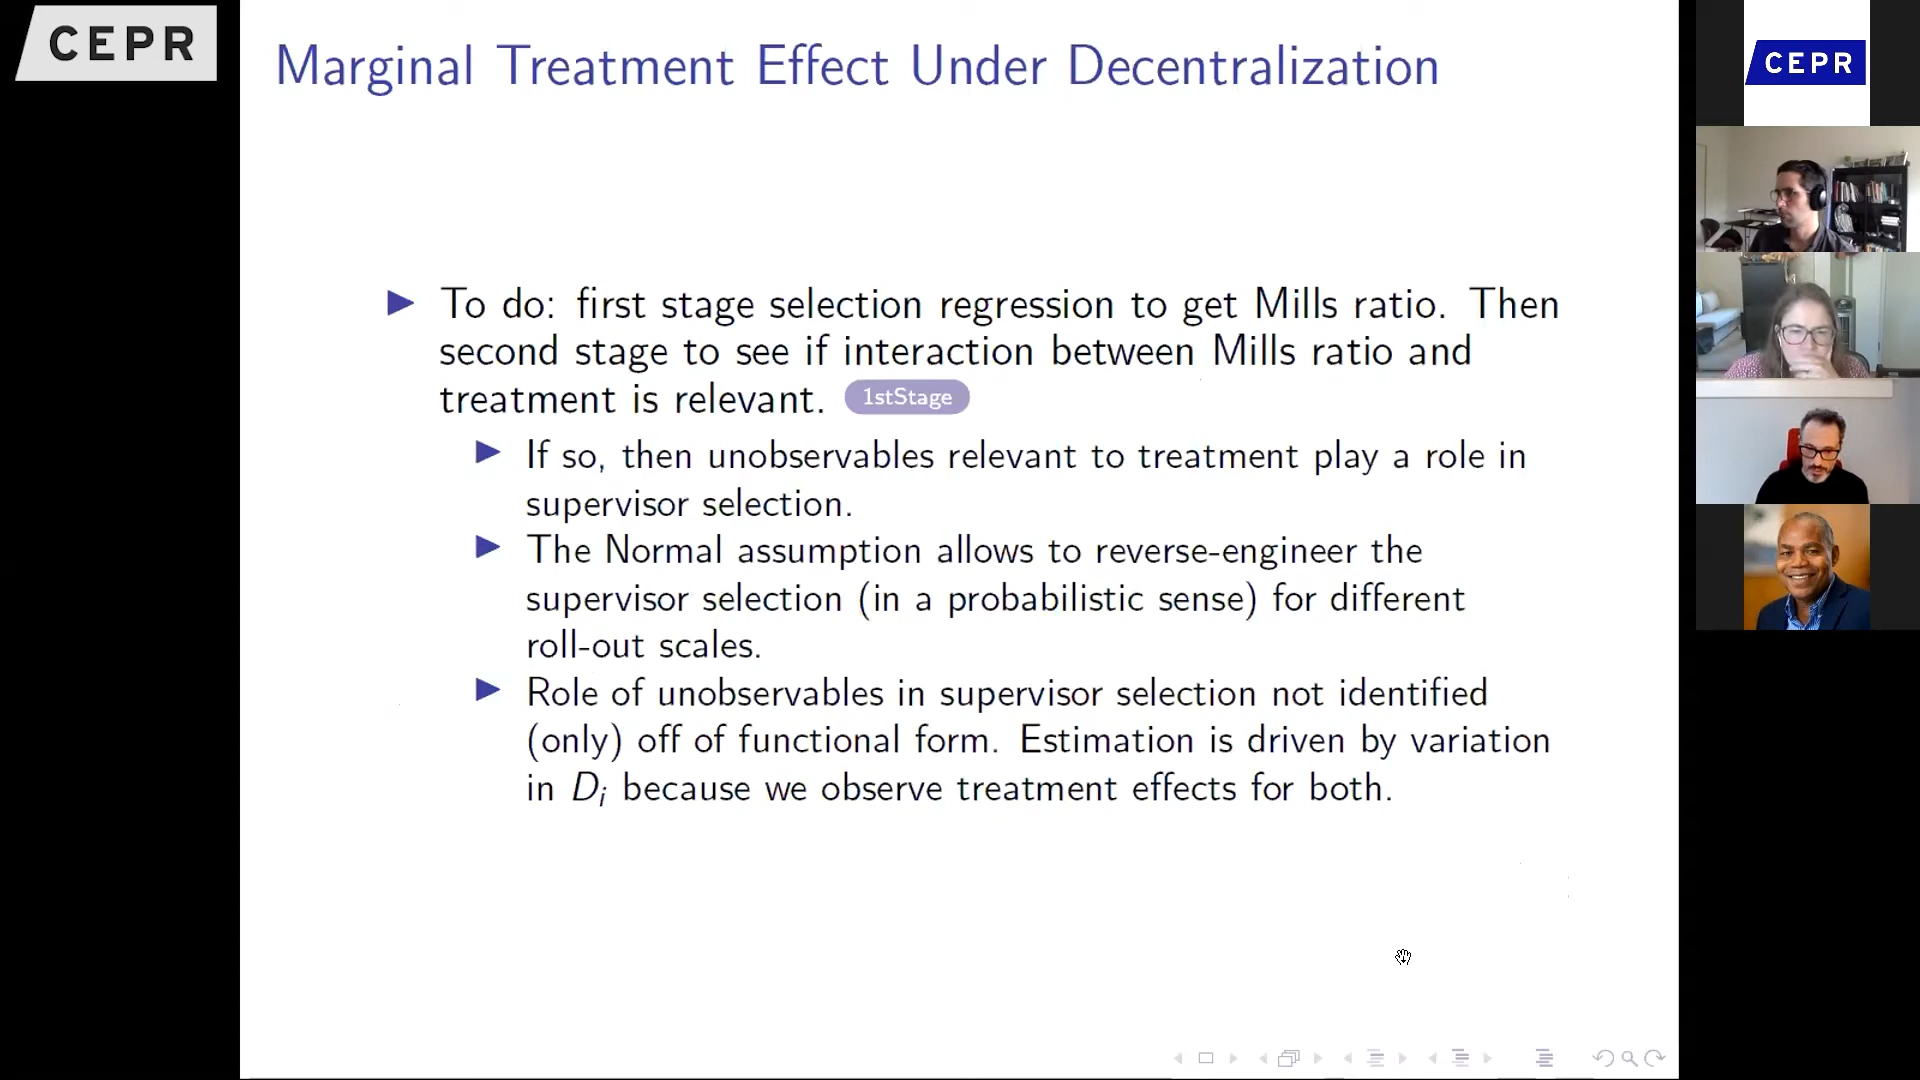 CEPR
Marginal Treatment Effect Under Decentralization
CEPR
To do: first stage selection regression to get Mills ratio. Then
second stage to see if interaction between Mills ratio and
treatment is relevant. 1stStage
If so, then unobservables relevant to treatment play a role in
supervisor selection.
The Normal assumption allows to reverse-engineer the
supervisor selection (in a probabilistic sense) for different
roll-out scales.
Role of unobservables in supervisor selection not identified
(only) off of functional form. Estimation is driven by variation
in Di because we observe treatment effects for both.